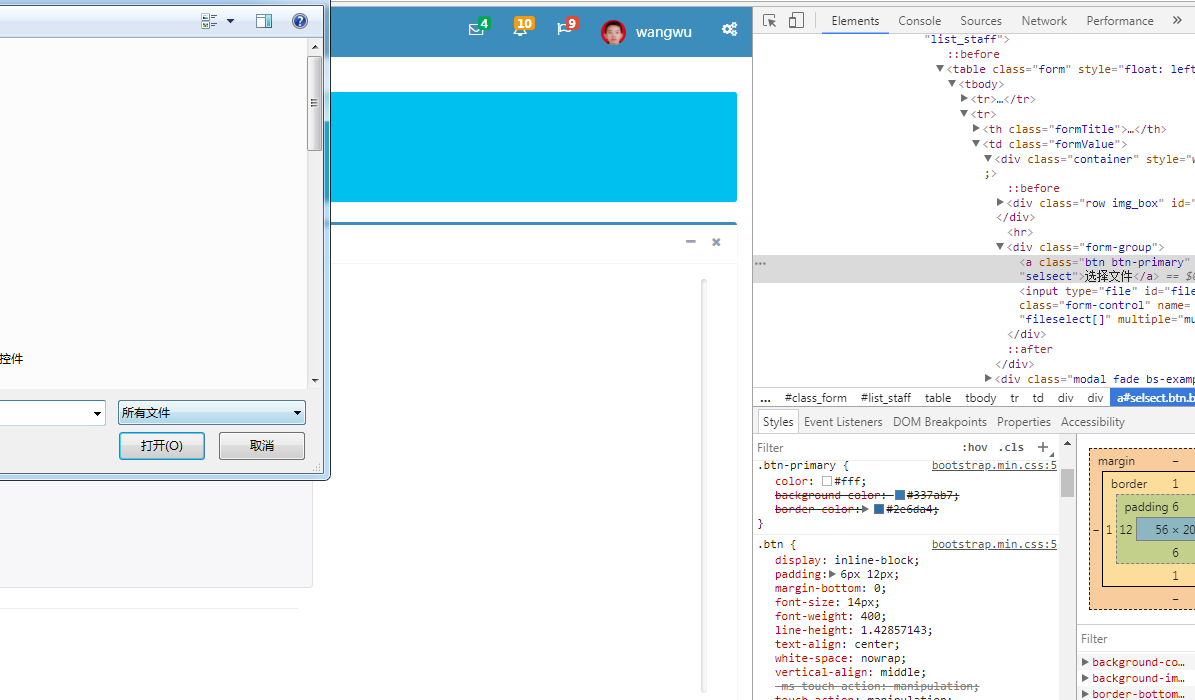 4
10
9
wangwu
控件
所有文件
打开(O)
取消
Elements
Console
Sources
Network
Performance
»
"list_staff">
::before
▼<table class="form" style="float: left
▼<tbody>
▶<tr>…</tr>
▼<tr>
▶<th class="formTitle">…</th>
▼<td class="formValue">
▼<div class="container" style="w
;>
::before
▶<div class="row img_box" id="
</div>
<hr>
▼<div class="form-group">
<a class="btn btn-primary"
"selsect">选择文件</a> == $
<input type="file" id="file
class="form-control" name=
"fileselect[]" multiple="mu
</div>
::after
</div>
▶<div class="modal fade bs-examp
... #class_form #list_staff table tbody tr td div div a#selsect.btn.b
Styles Event Listeners DOM Breakpoints Properties Accessibility
Filter :hov .cls +
.btn-primary { bootstrap.min.css:5
color: #fff;
background-color: #337ab7;
border-color:▶ #2e6da4;
}
.btn { bootstrap.min.css:5
display: inline-block;
padding:▶ 6px 12px;
margin-bottom: 0;
font-size: 14px;
font-weight: 400;
line-height: 1.42857143;
text-align: center;
white-space: nowrap;
vertical-align: middle;
-ms-touch-action: manipulation;
touch-action: manipulation;
margin –
border 1
padding 6
– 1 12 56 × 20
6
1
–
Filter
▶ background-co…
▶ background-im…
▶ border-bottom…